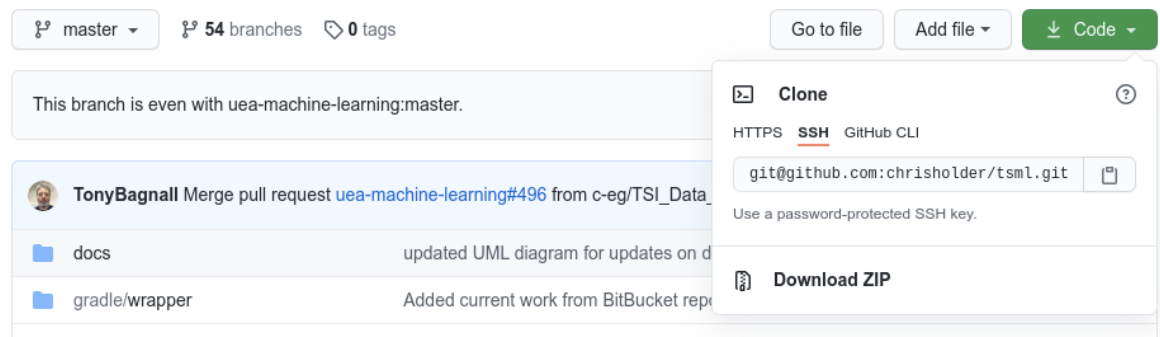 master 54 branches 0 tags Go to file Add file Code
This branch is even with uea-machine-learning:master.
Clone
HTTPS SSH GitHub CLI
git@github.com:chrisholder/tsml.git
Use a password-protected SSH key.
Download ZIP
TonyBagnall Merge pull request uea-machine-learning#496 from c-eg/TSI_Data_
docs updated UML diagram for updates on d
gradle/wrapper Added current work from BitBucket repo